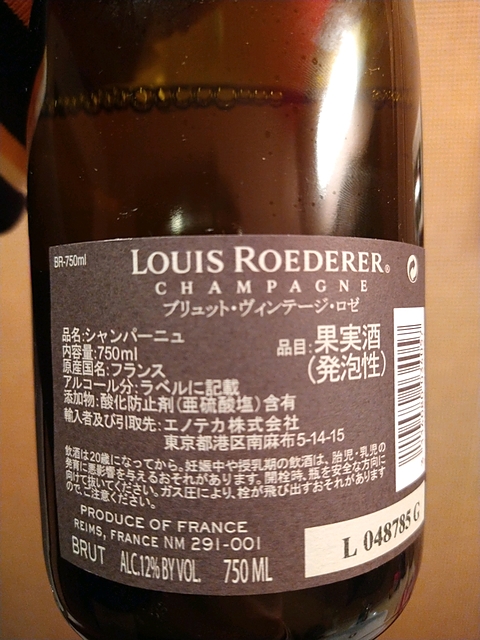 BR-750ml
LOUIS ROEDERER®
CHAMPAGNE
ブリュット・ヴィンテージ・ロゼ
品名:シャンパーニュ
内容量:750ml
原産国名:フランス
アルコール分:ラベルに記載
品目:果実酒
(発泡性)
添加物:酸化防止剤(亜硫酸塩)含有
輸入者及び引取先:エノテカ株式会社
東京都港区南麻布5-14-15
飲酒は20歳になってから。妊娠中や授乳期の飲酒は、胎児・乳児の
発育に悪影響を与えるおそれがあります。開栓時、瓶を安全な方向に
向けて抜いてください。ガス圧により、栓が飛び出すおそれがあります
のでご注意ください。
PRODUCE OF FRANCE
REIMS, FRANCE NM 291-001
BRUT ALC.12% BY VOL. 750 ML
L 048785 G